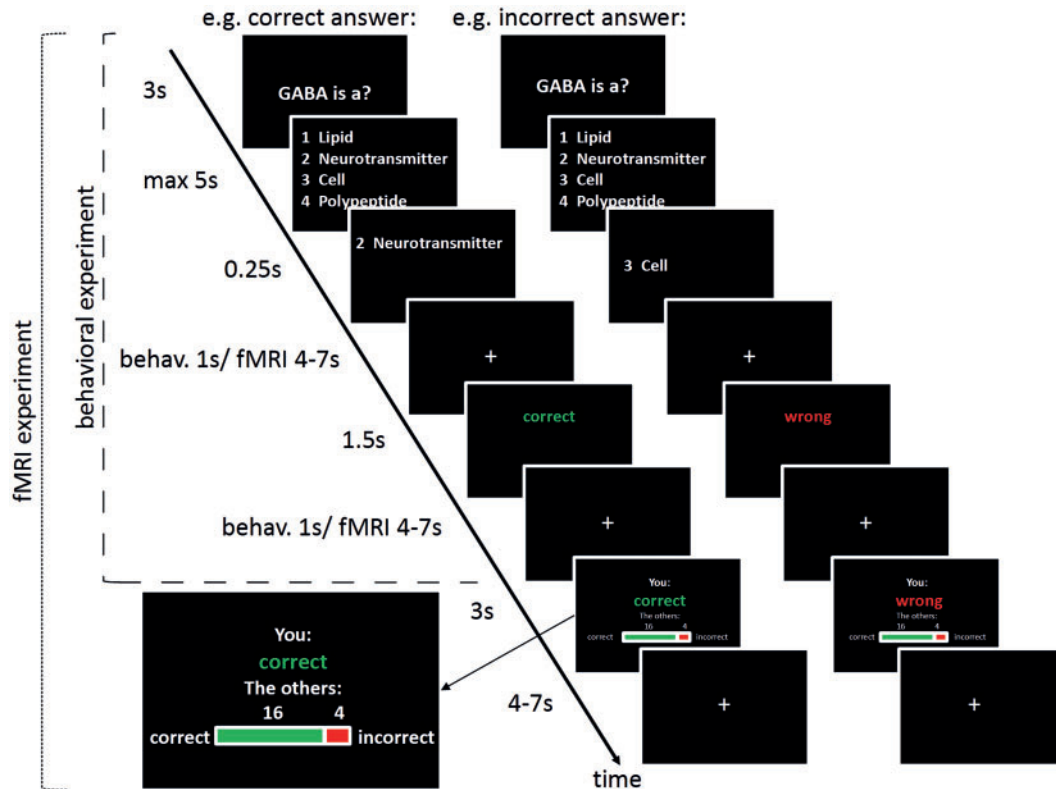 e.g. correct answer:
e.g. incorrect answer:
GABA is a?
GABA is a?
3s
1 Lipid
2 Neurotransmitter
3 Cell
4 Polypeptide
1 Lipid
2 Neurotransmitter
3 Cell
4 Polypeptide
max 5s
2 Neurotransmitter
3 Cell
0.25s
behav. 1s/ fMRI 4-7s
+
+
correct
wrong
1.5s
behav. 1s/ fMRI 4-7s
+
+
3s
You:
correct
The others:
16 4
correct incorrect
You:
wrong
The others:
16 4
correct incorrect
You:
correct
The others:
16 4
correct incorrect
4-7s
+
+
time
behavioral experiment
fMRI experiment